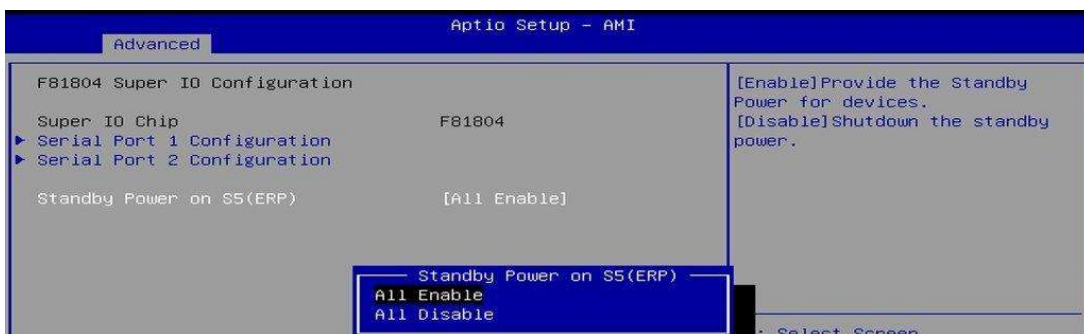 Aptio Setup - AMI
Advanced
F81804 Super IO Configuration
Super IO Chip F81804
Serial Port 1 Configuration
Serial Port 2 Configuration
Standby Power on S5(ERP) [All Enable]
[Enable]Provide the Standby
Power for devices.
[Disable]Shutdown the standby
power.
Standby Power on S5(ERP)
All Enable
All Disable
: Select Screen